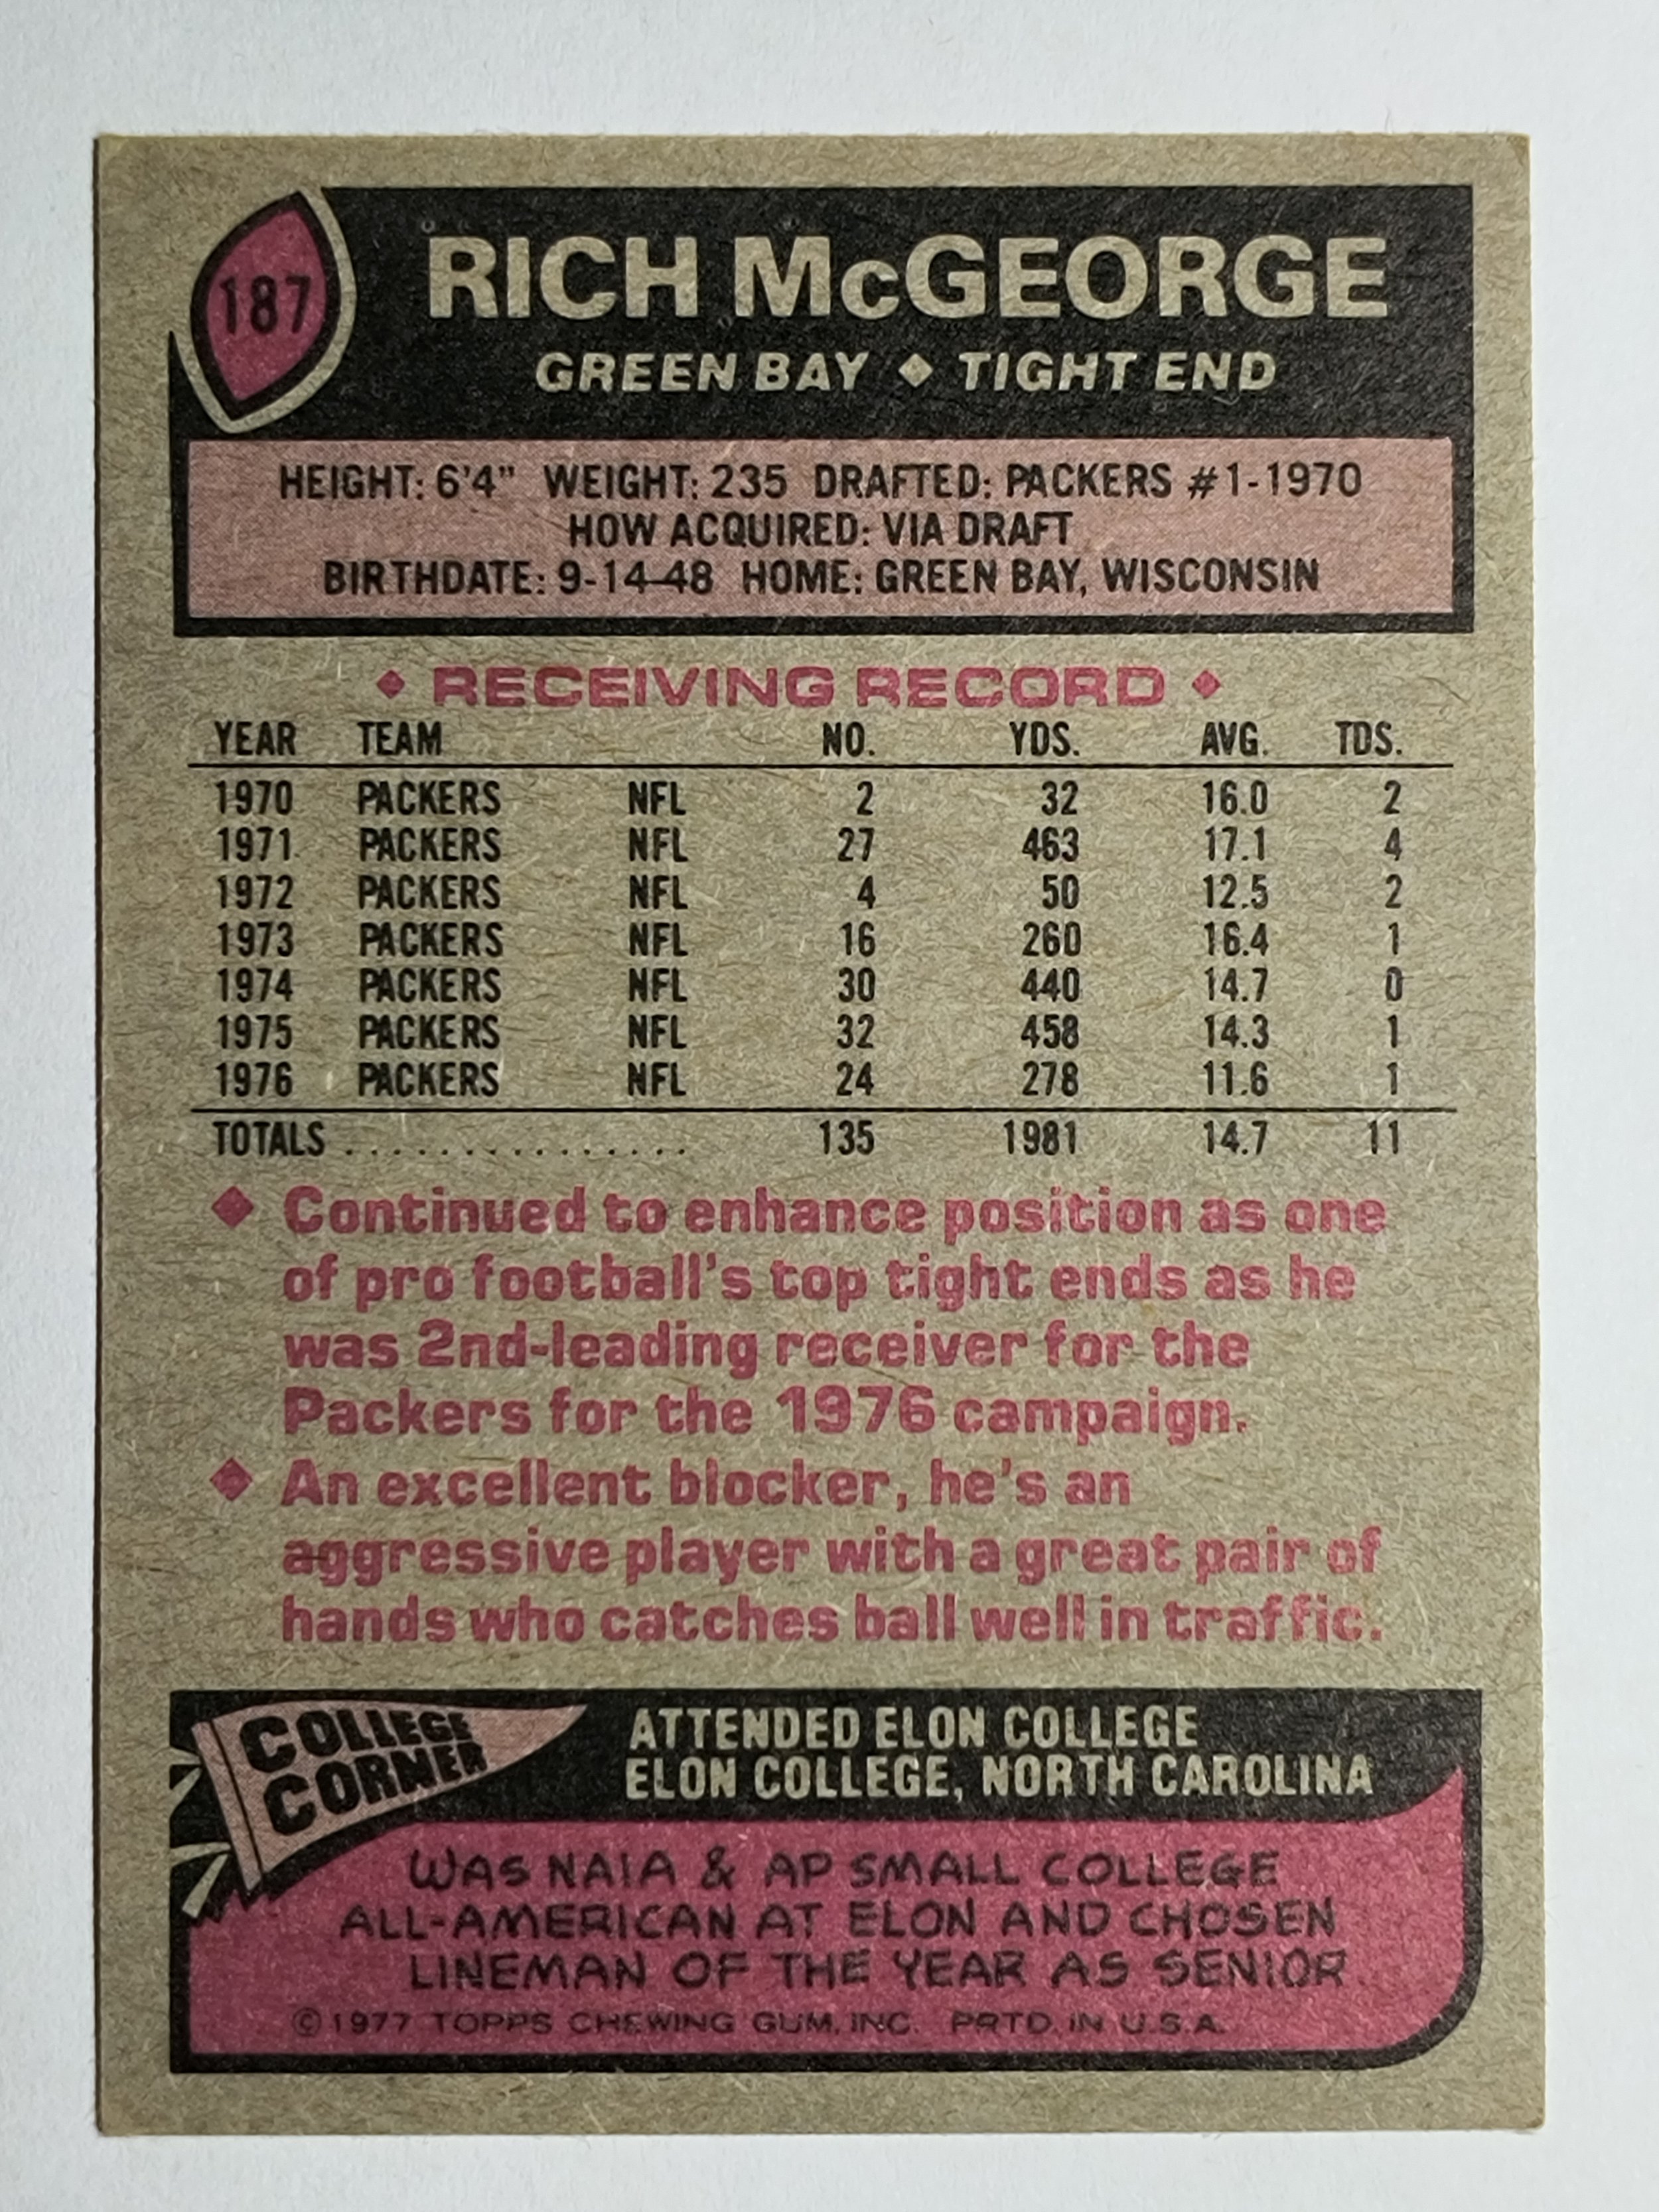 187
RICH McGEORGE
GREEN BAY ◆ TIGHT END
HEIGHT: 6'4" WEIGHT: 235 DRAFTED: PACKERS #1-1970
HOW ACQUIRED: VIA DRAFT
BIRTHDATE: 9-14-48 HOME: GREEN BAY, WISCONSIN
◆ RECEIVING RECORD ◆
YEAR TEAM NO. YDS. AVG. TDS.
1970 PACKERS NFL 2 32 16.0 2
1971 PACKERS NFL 27 463 17.1 4
1972 PACKERS NFL 4 50 12.5 2
1973 PACKERS NFL 16 260 16.4 1
1974 PACKERS NFL 30 440 14.7 0
1975 PACKERS NFL 32 458 14.3 1
1976 PACKERS NFL 24 278 11.6 1
TOTALS . . . . . . . . . . . . . . . 135 1981 14.7 11
◆ Continued to enhance position as one
of pro football's top tight ends as he
was 2nd-leading receiver for the
Packers for the 1976 campaign.
◆ An excellent blocker, he's an
aggressive player with a great pair of
hands who catches ball well in traffic.
COLLEGE
CORNER
ATTENDED ELON COLLEGE
ELON COLLEGE, NORTH CAROLINA
WAS NAIA & AP SMALL COLLEGE
ALL-AMERICAN AT ELON AND CHOSEN
LINEMAN OF THE YEAR AS SENIOR
© 1977 TOPPS CHEWING GUM, INC. PRTD. IN U.S.A.